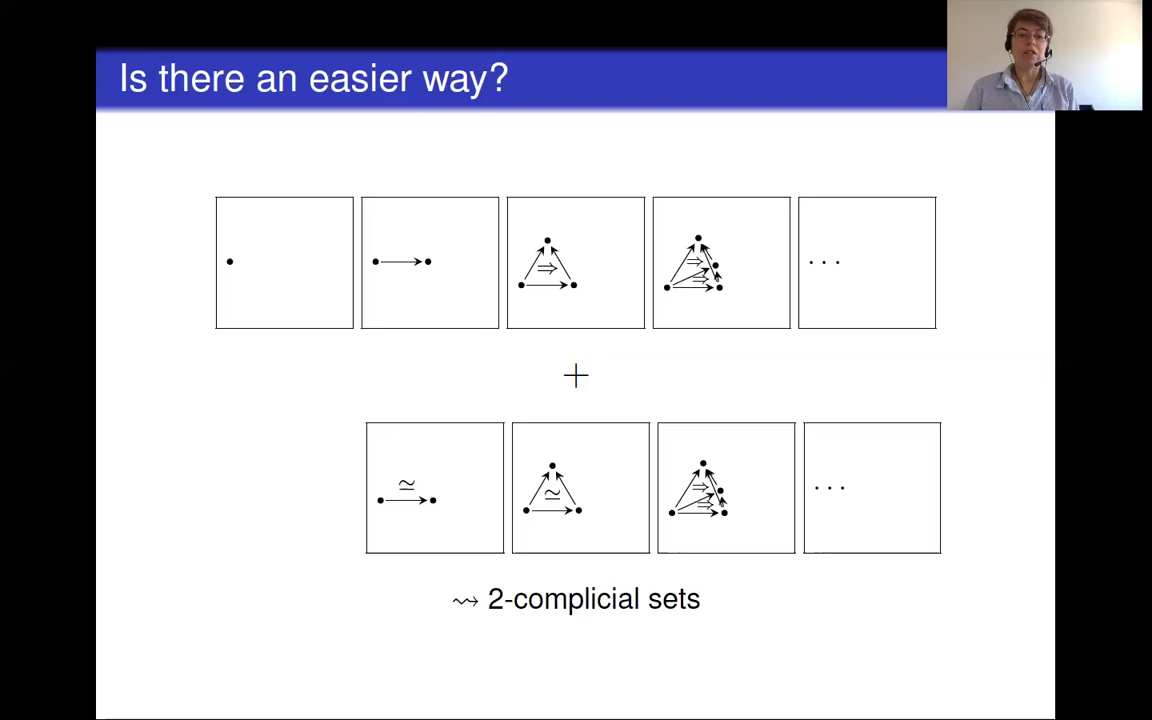 Is there an easier way?
⇒
⇒
⇒
· · ·
+
≃
≃
⇒
⇒
· · ·
⇝ 2-complicial sets